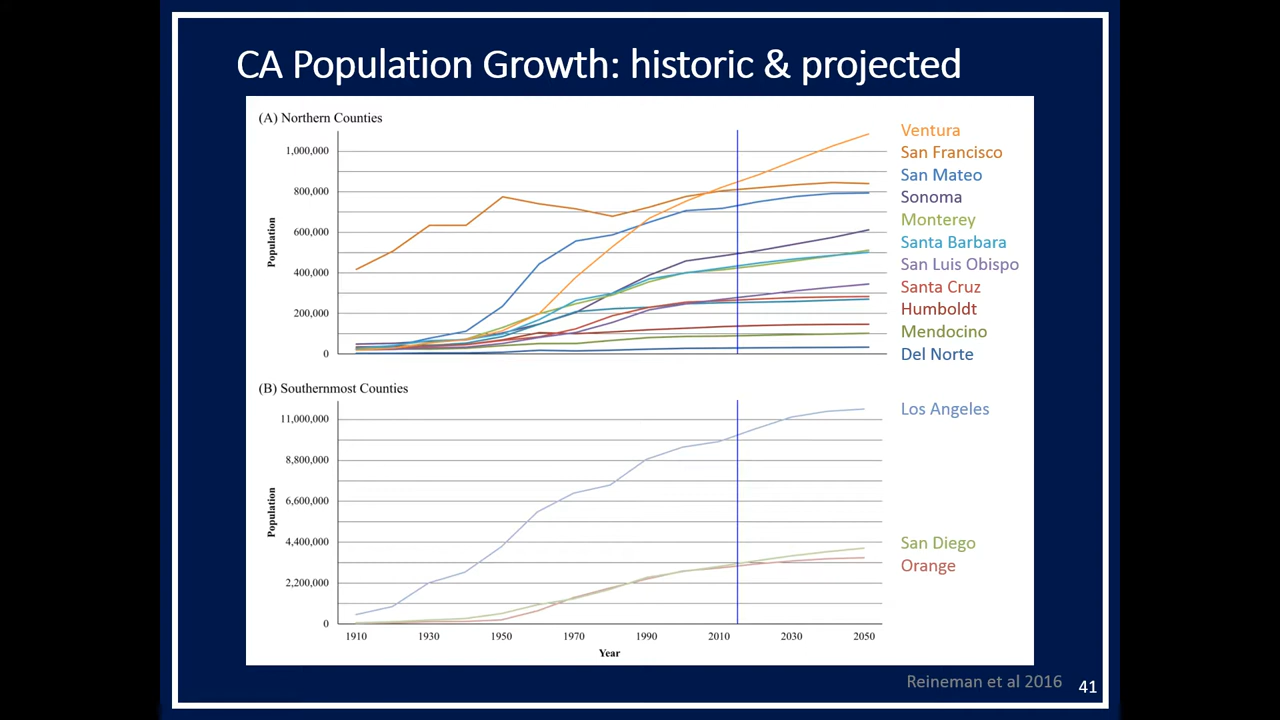 CA Population Growth: historic & projected
(A) Northern Counties
1,000,000
800,000
600,000
400,000
200,000
0
Population
Ventura
San Francisco
San Mateo
Sonoma
Monterey
Santa Barbara
San Luis Obispo
Santa Cruz
Humboldt
Mendocino
Del Norte
(B) Southernmost Counties
11,000,000
8,800,000
6,600,000
4,400,000
2,200,000
0
Population
Los Angeles
San Diego
Orange
1910 1930 1950 1970 1990 2010 2030 2050
Year
Reineman et al 2016
41